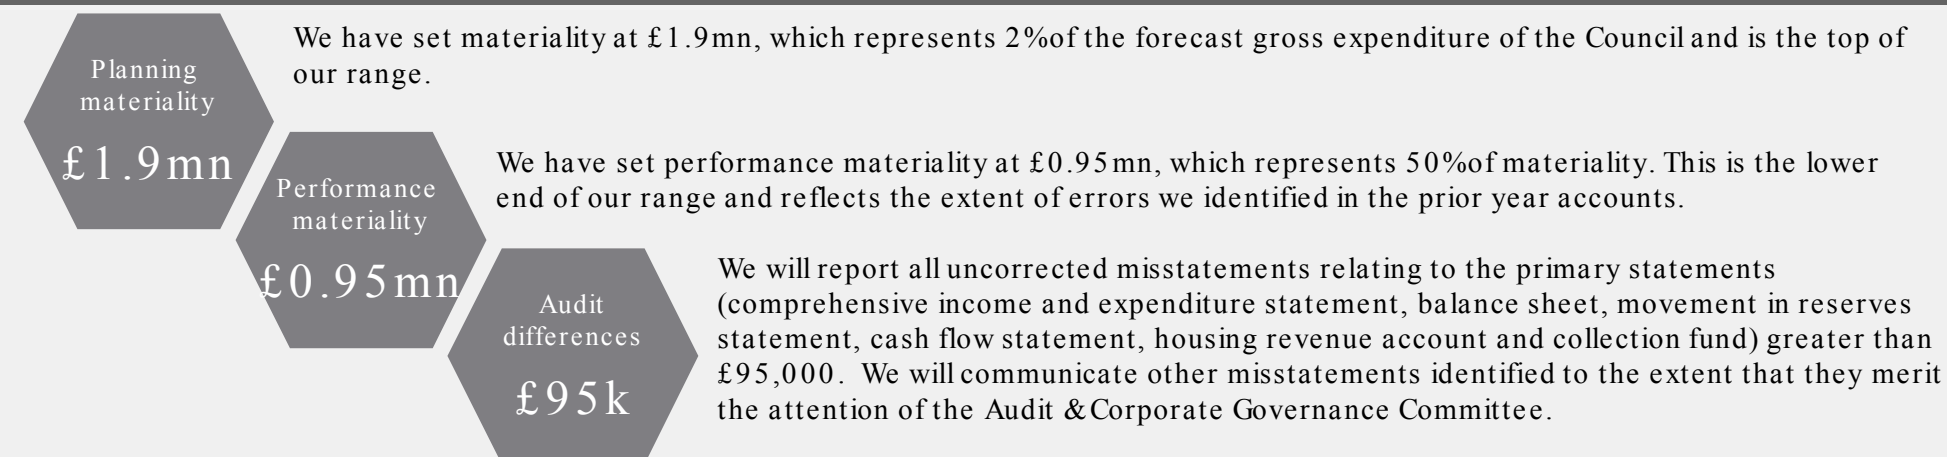 Planning
materiality
£1.9mn
We have set materiality at £1.9mn, which represents 2% of the forecast gross expenditure of the Council and is the top of
our range.
Performance
materiality
£0.95mn
We have set performance materiality at £0.95mn, which represents 50% of materiality. This is the lower
end of our range and reflects the extent of errors we identified in the prior year accounts.
Audit
differences
£95k
We will report all uncorrected misstatements relating to the primary statements
(comprehensive income and expenditure statement, balance sheet, movement in reserves
statement, cash flow statement, housing revenue account and collection fund) greater than
£95,000. We will communicate other misstatements identified to the extent that they merit
the attention of the Audit & Corporate Governance Committee.